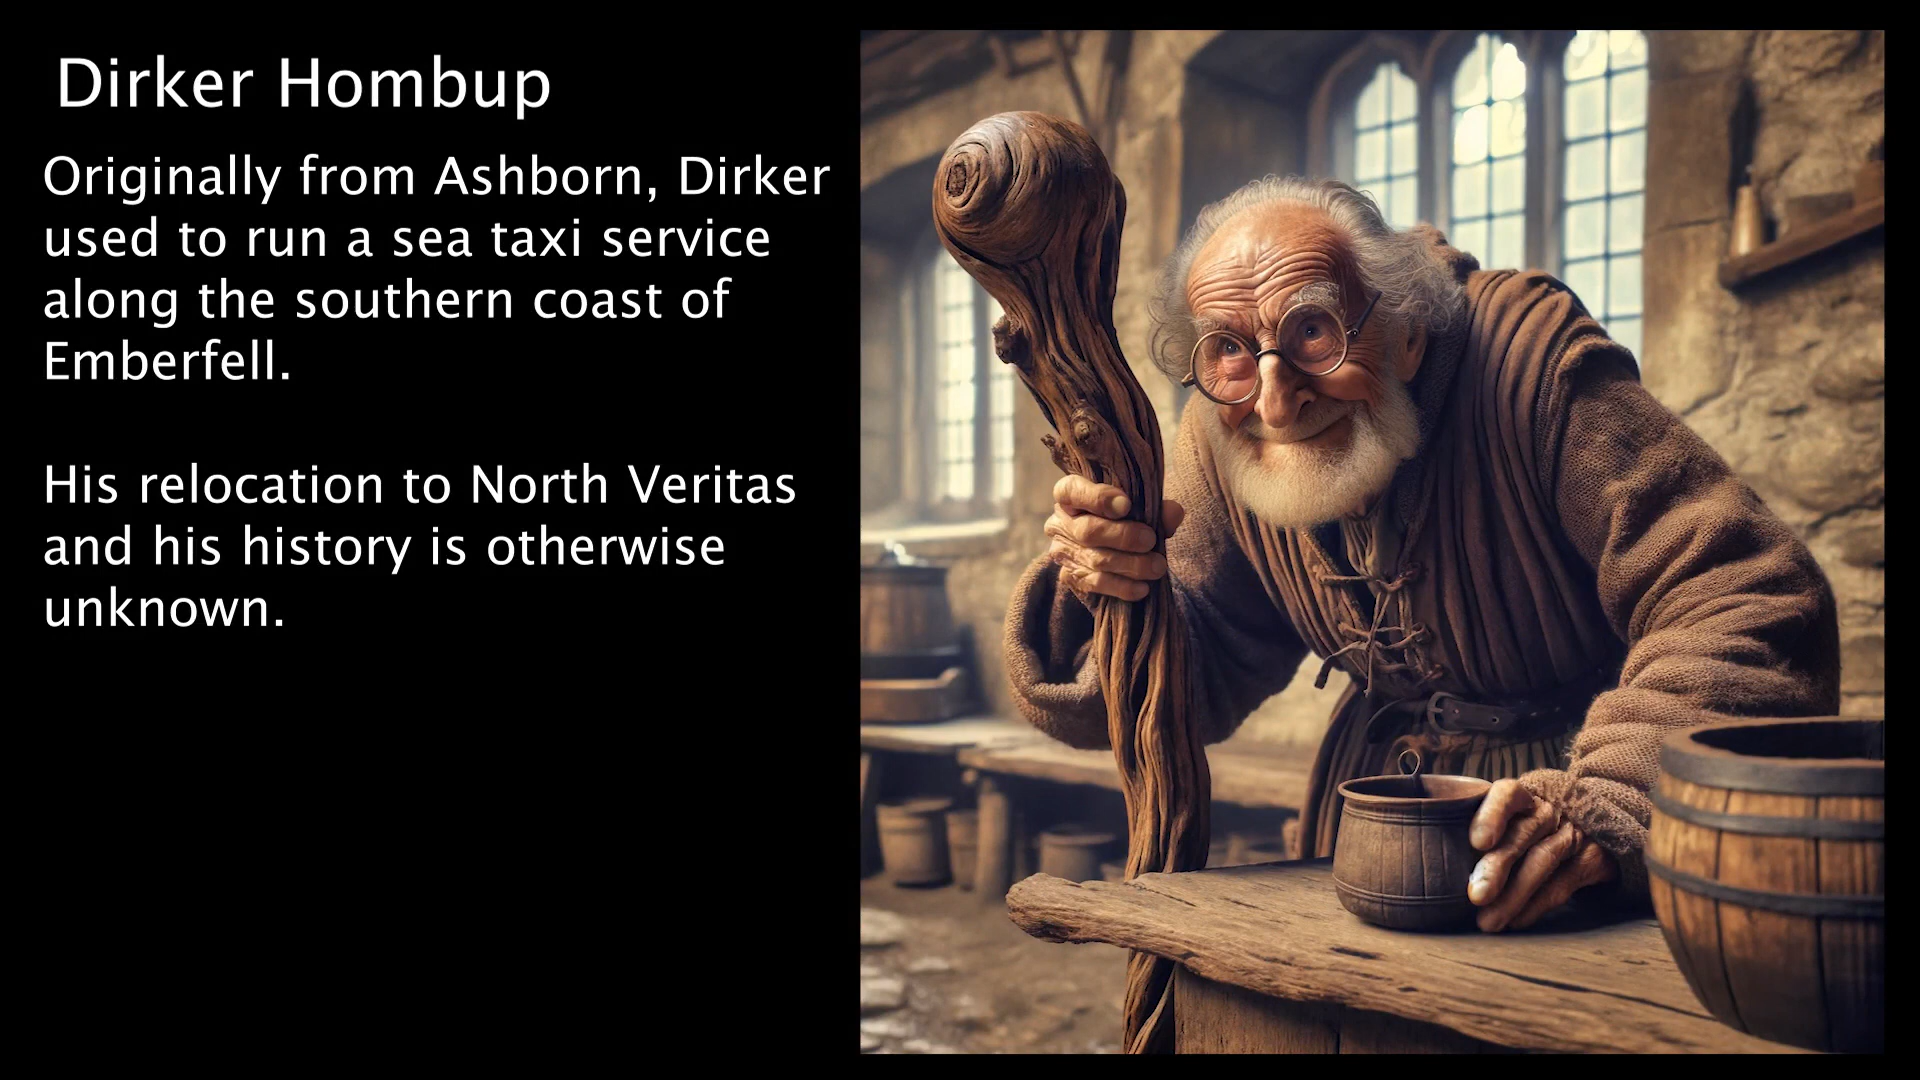 Dirker Hombup
Originally from Ashborn, Dirker
used to run a sea taxi service
along the southern coast of
Emberfell.
His relocation to North Veritas
and his history is otherwise
unknown.